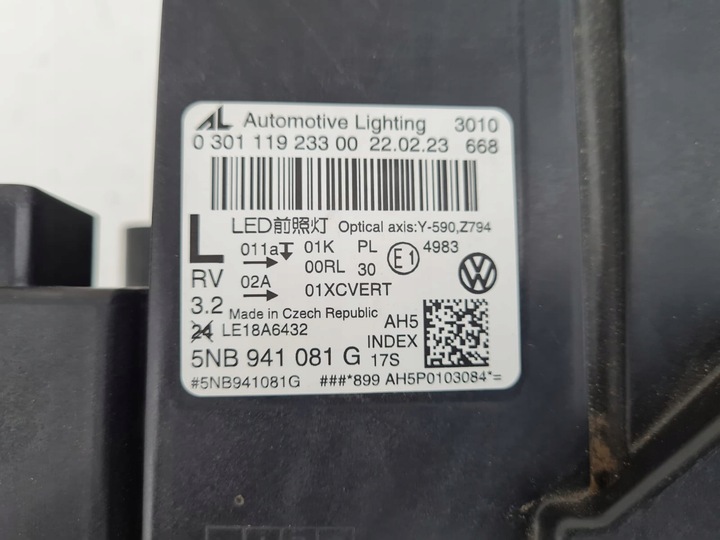 AL Automotive Lighting 3010
0 301 119 233 00 22.02.23 668
L LED前照灯 Optical axis:Y-590,Z794
011a 01K PL E1 4983
00RL 30
RV 02A 01XCVERT
3.2 Made in Czech Republic
24 LE18A6432 AH5
INDEX
5NB 941 081 G 17S
#5NB941081G ###*899 AH5P0103084*=